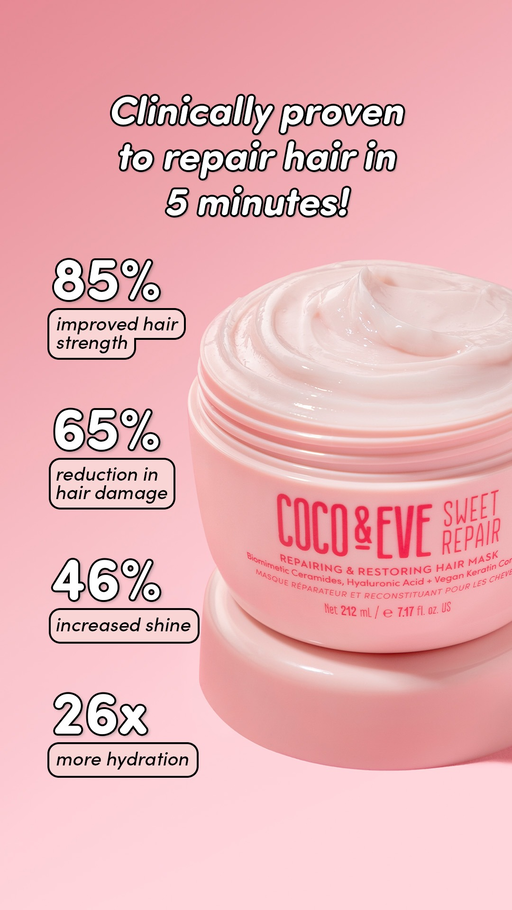 Clinically proven
to repair hair in
5 minutes!
85%
improved hair
strength
65%
reduction in
hair damage
46%
increased shine
26x
more hydration
COCO & EVE SWEET REPAIR
REPAIRING & RESTORING HAIR MASK
Biomimetic Ceramides, Hyaluronic Acid + Vegan Keratin
MASQUE RÉPARATEUR ET RECONSTITUANT POUR LES
Net 212 mL / e 7.17 fl. oz. US